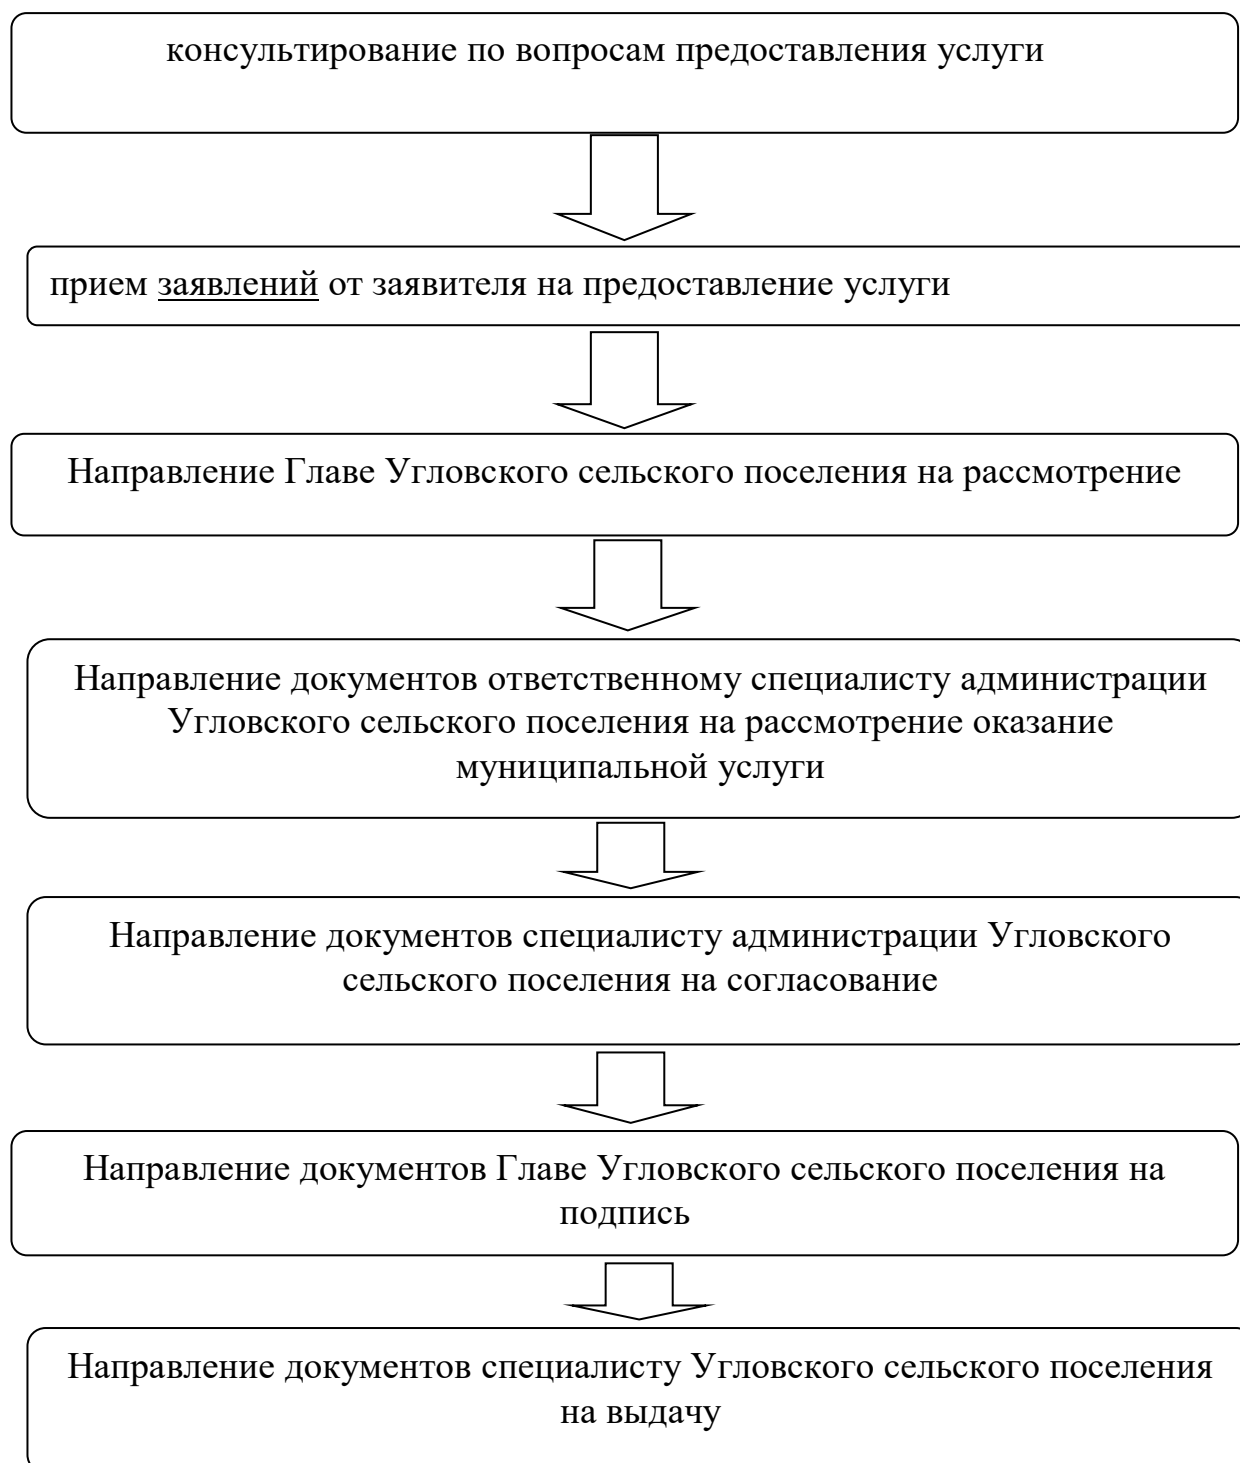 консультирование по вопросам предоставления услуги
прием заявлений от заявителя на предоставление услуги
Направление Главе Угловского сельского поселения на рассмотрение
Направление документов ответственному специалисту администрации
Угловского сельского поселения на рассмотрение оказание
муниципальной услуги
Направление документов специалисту администрации Угловского
сельского поселения на согласование
Направление документов Главе Угловского сельского поселения на
подпись
Направление документов специалисту Угловского сельского поселения
на выдачу